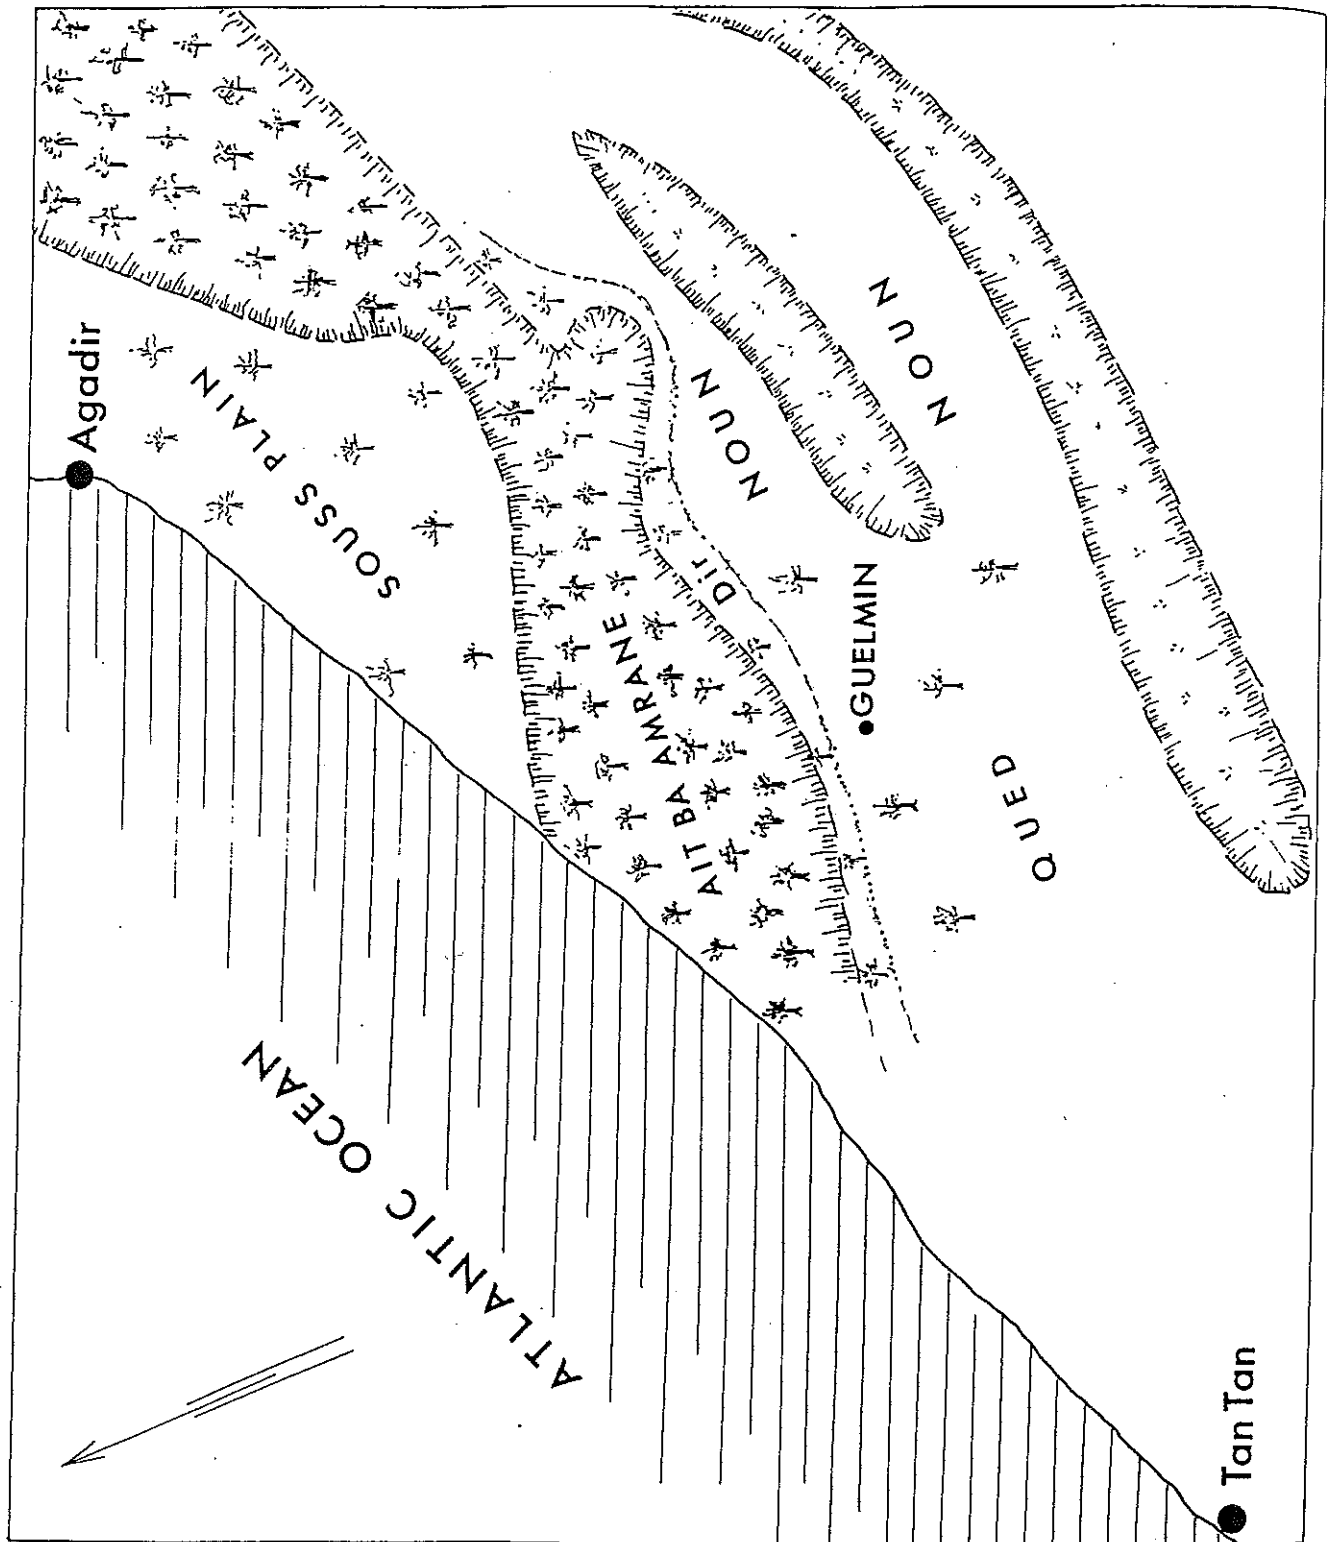 Agadir
SOUSS PLAIN
ATLANTIC OCEAN
AIT BA AMRANE
Dir
NOUN
NOUN
QUED
GUELMIN
Tan Tan